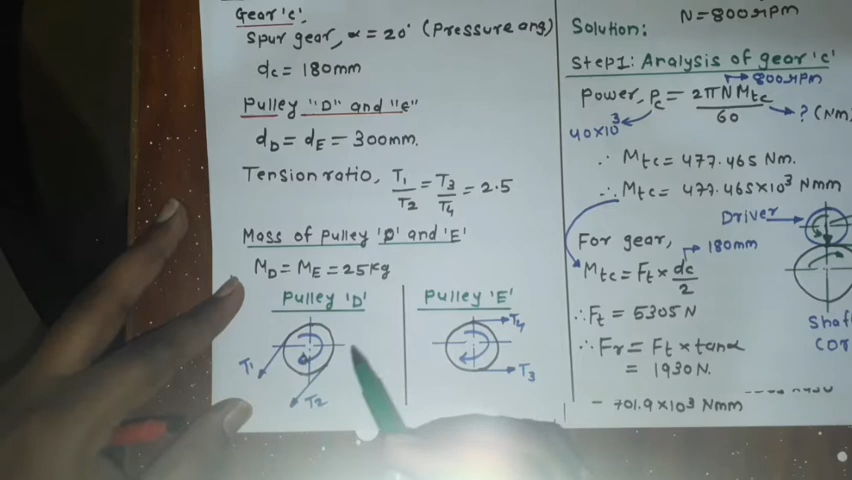 Gear 'c':
Spur gear, α = 20° (Pressure ang)
dc = 180mm
Pulley "D" and "E"
dD = dE = 300mm.
Tension ratio, T1/T2 = T3/T4 = 2.5
Mass of pulley 'D' and 'E'
MD = ME = 25kg
Pulley 'D'
Pulley 'E'
T1
T2
T4
T3
N = 800rpm
Solution:
Step1: Analysis of gear 'c'
800rpm
Power, Pc = 2πNMtc/60
? (Nm)
40×10³
∴ Mtc = 477.465 Nm.
∴ Mtc = 477.465×10³ Nmm
Driver
For gear,
180mm
Mtc = Ft × dc/2
∴ Ft = 5305 N
Shaf
COr
∴ Fr = Ft × tanα
= 1930 N.
- 701.9×10³ Nmm